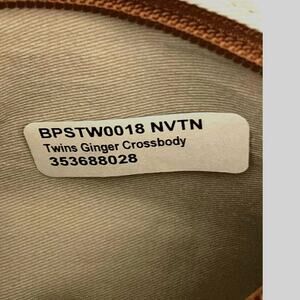 BPSTW0018 NVTN
Twins Ginger Crossbody
353688028